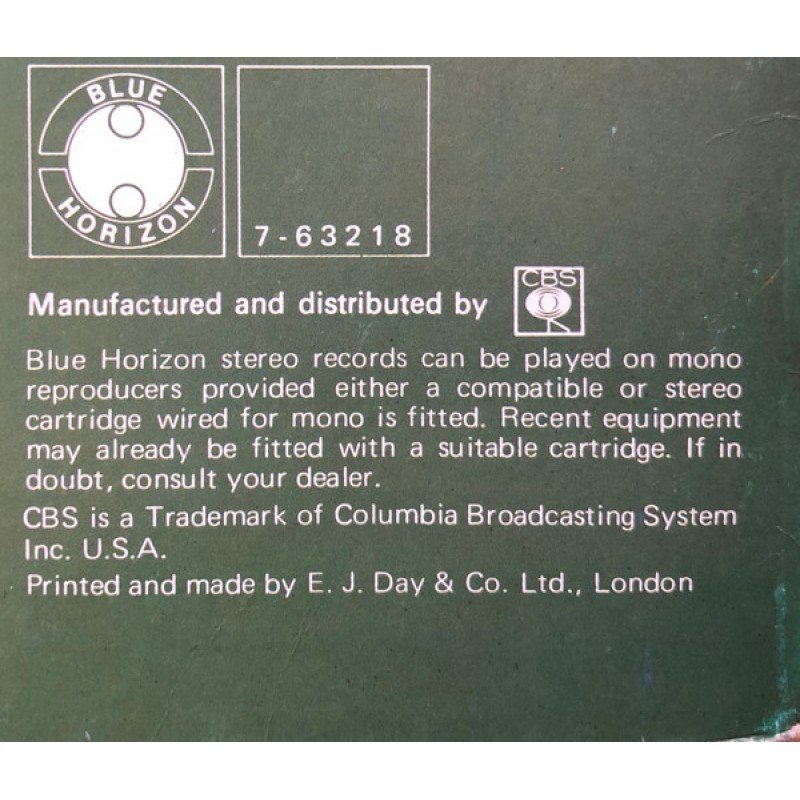 BLUE
HORIZON
7-63218
Manufactured and distributed by
CBS
Blue Horizon stereo records can be played on mono
reproducers provided either a compatible or stereo
cartridge wired for mono is fitted. Recent equipment
may already be fitted with a suitable cartridge. If in
doubt, consult your dealer.
CBS is a Trademark of Columbia Broadcasting System
Inc. U.S.A.
Printed and made by E. J. Day & Co. Ltd., London